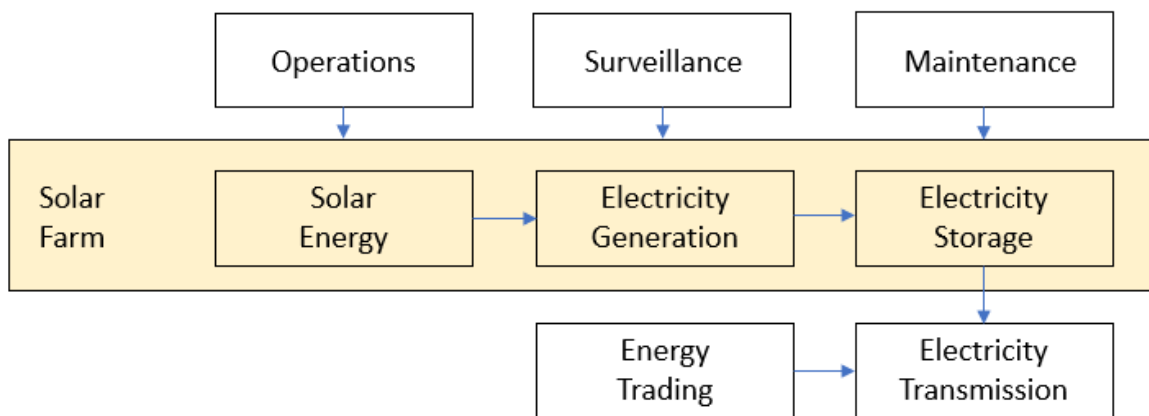 Operations
Surveillance
Maintenance
Solar
Farm
Solar
Energy
Electricity
Generation
Electricity
Storage
Energy
Trading
Electricity
Transmission